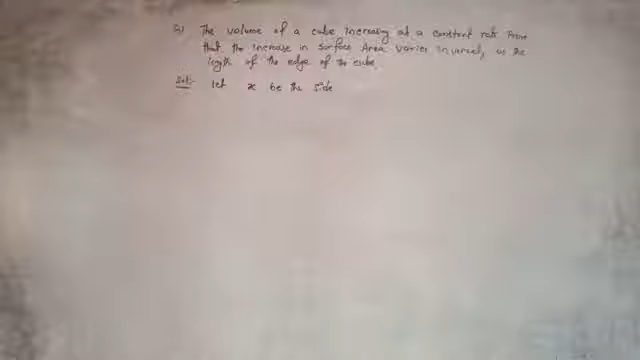 Q) The volume of a cube increasing at a constant rate Prove
that the increase in Surface Area varies inversely as the
length of the edge of the cube.
Sol:- let x be the side